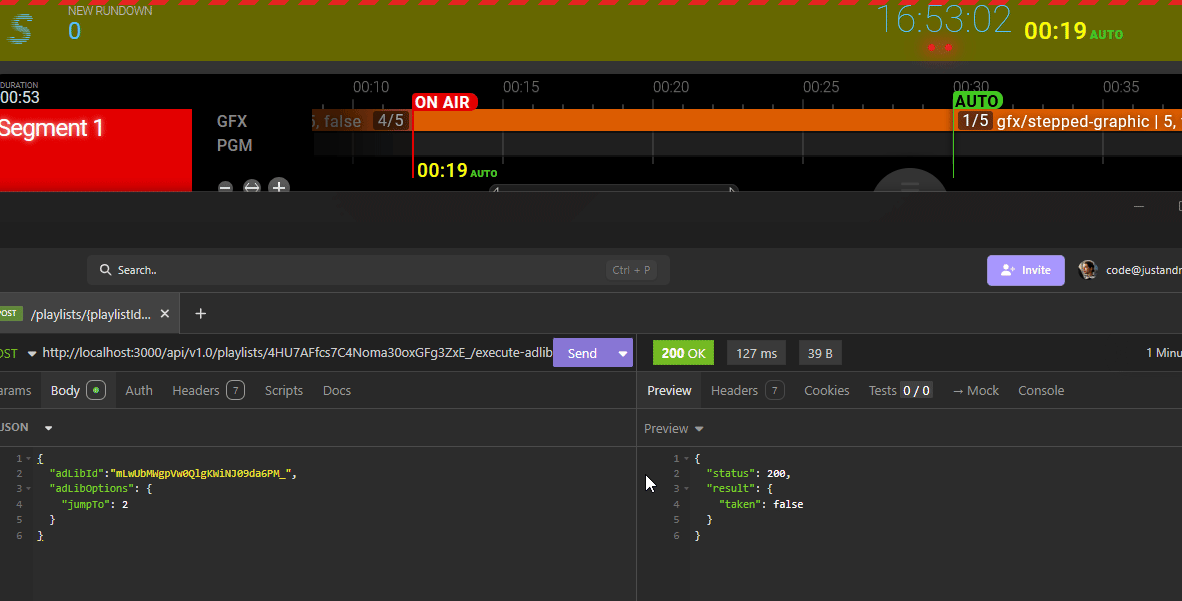 NEW RUNDOWN
0
16:53:02
00:19 AUTO
DURATION
00:53
00:10 00:15 00:20 00:25 00:30 00:35
ON AIR
AUTO
Segment 1
GFX
5, false 4/5
1/5 gfx/stepped-graphic | 5,
PGM
00:19 AUTO
Search..
Ctrl + P
Invite
code@justandr
POST
/playlists/{playlistId...
OST
http://localhost:3000/api/v1.0/playlists/4HU7AFfcs7C4Noma30oxGFg3ZxE_/execute-adlib
Send
200 OK
127 ms
39 B
1 Minu
arams
Body
Auth
Headers 7
Scripts
Docs
Preview
Headers 7
Cookies
Tests 0 / 0
→ Mock
Console
JSON
Preview
1 {
2 "adLibId":"mLwUbMWgpVw0QlgKWiNJ09da6PM_",
3 "adLibOptions": {
4 "jumpTo": 2
5 }
6 }
1 {
2 "status": 200,
3 "result": {
4 "taken": false
5 }
6 }